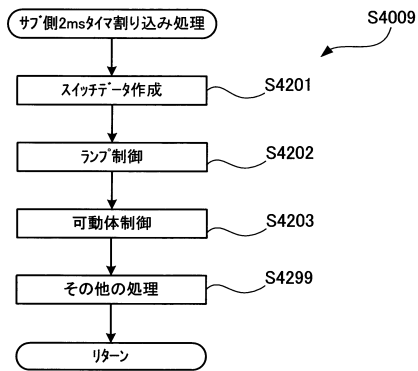 ｻﾌﾞ側2msﾀｲﾏ割り込み処理
S4009
ｽｲｯﾁﾃﾞｰﾀ作成
S4201
ﾗﾝﾌﾟ制御
S4202
可動体制御
S4203
その他の処理
S4299
ﾘﾀｰﾝ